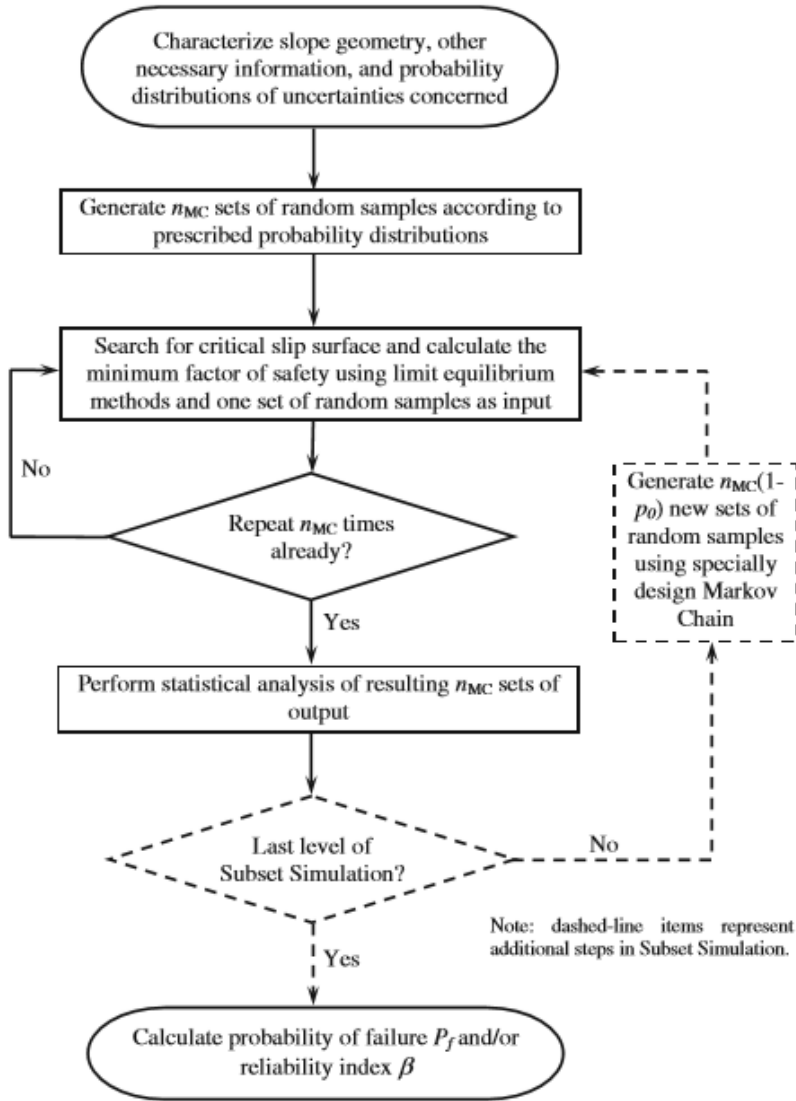 Characterize slope geometry, other
necessary information, and probability
distributions of uncertainties concerned
Generate nMC sets of random samples according to
prescribed probability distributions
Search for critical slip surface and calculate the
minimum factor of safety using limit equilibrium
methods and one set of random samples as input
No
Generate nMC(1-
p0) new sets of
random samples
using specially
design Markov
Chain
Repeat nMC times
already?
Yes
Perform statistical analysis of resulting nMC sets of
output
Last level of
Subset Simulation?
No
Note: dashed-line items represent
additional steps in Subset Simulation.
Yes
Calculate probability of failure Pf and/or
reliability index β